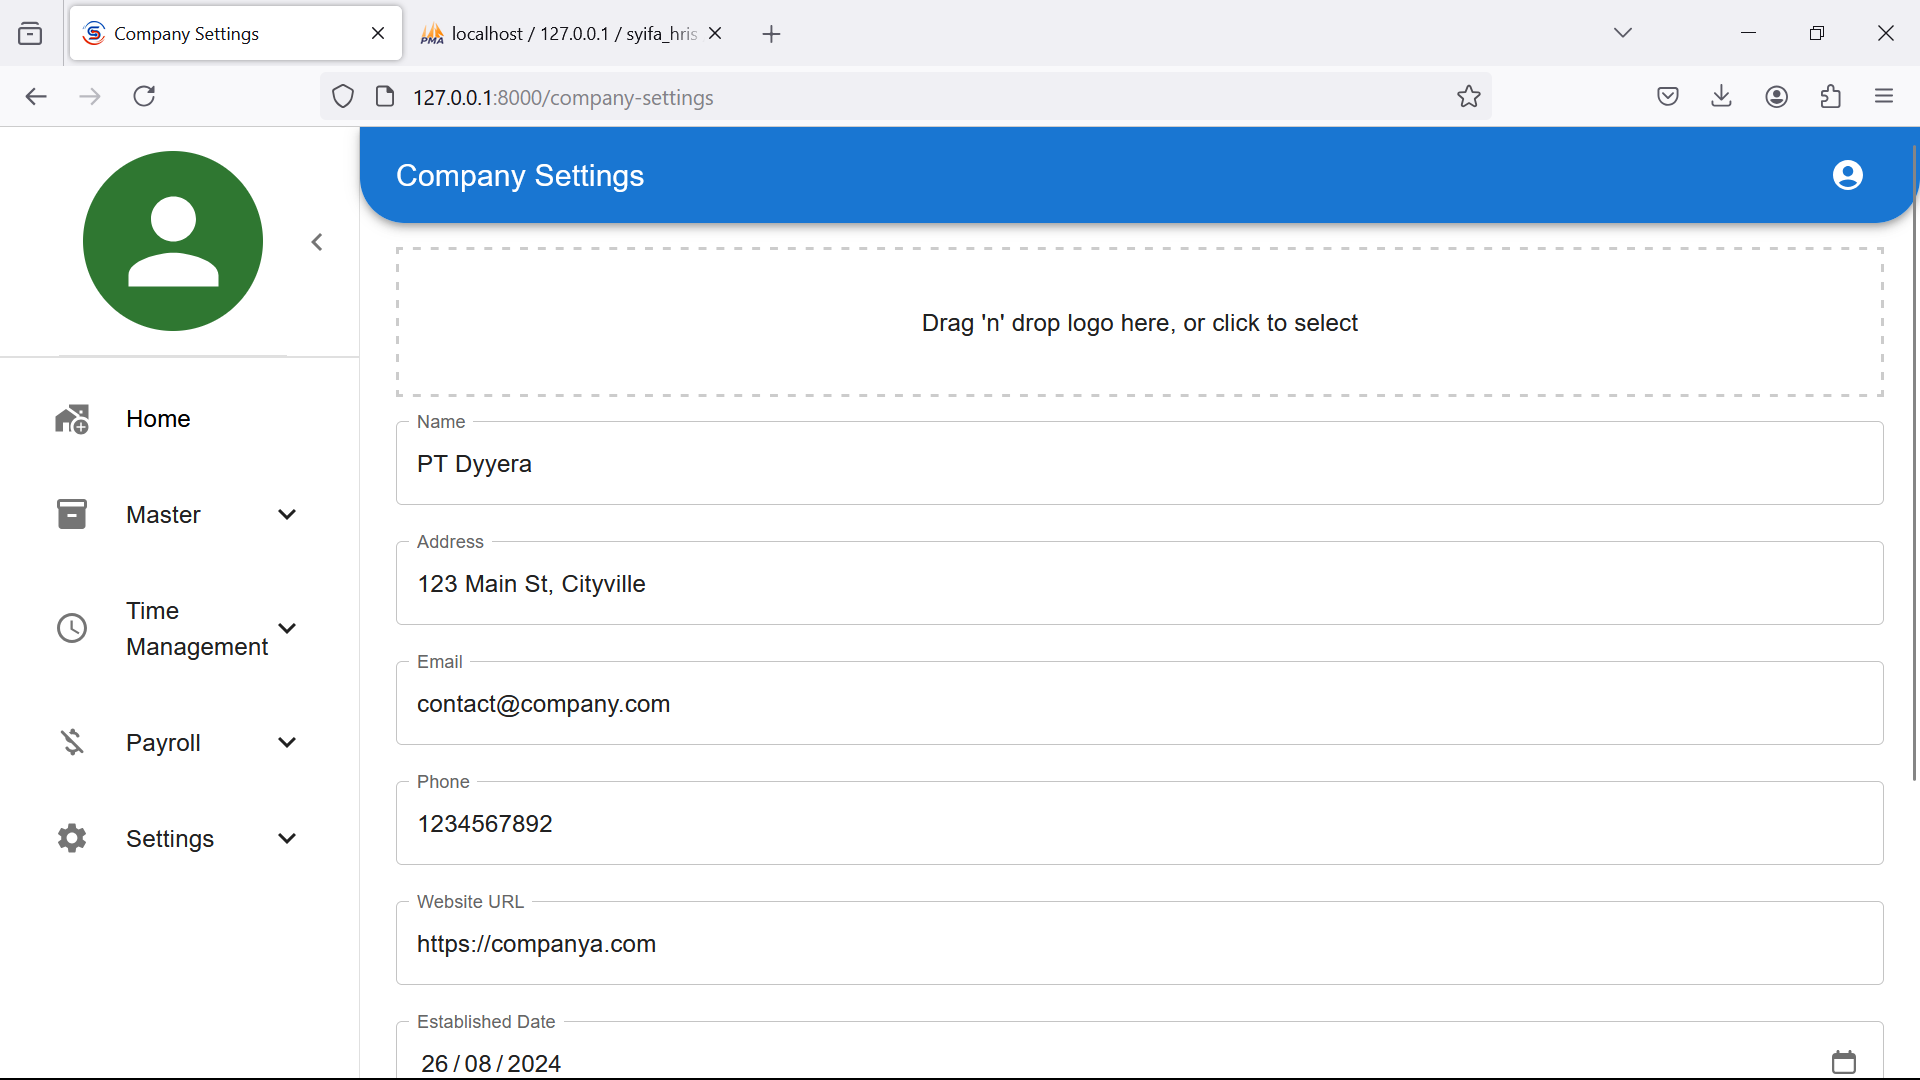 Company Settings
localhost / 127.0.0.1 / syifa_hris
127.0.0.1:8000/company-settings
Company Settings
Home
Master
Time
Management
Payroll
Settings
Drag 'n' drop logo here, or click to select
Name
PT Dyyera
Address
123 Main St, Cityville
Email
contact@company.com
Phone
1234567892
Website URL
https://companya.com
Established Date
26/08/2024